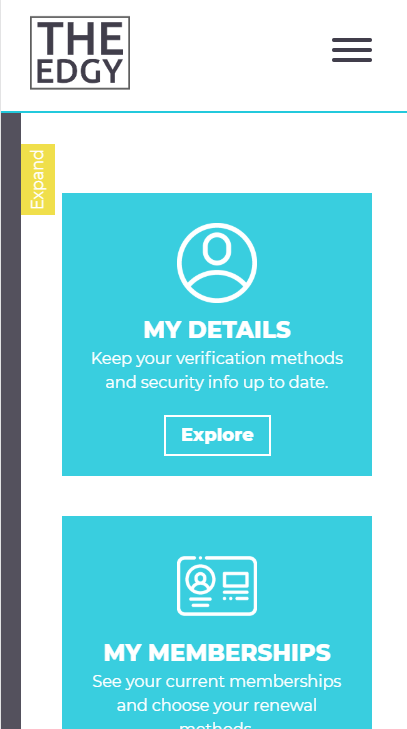 THE
EDGY
Expand
MY DETAILS
Keep your verification methods
and security info up to date.
Explore
MY MEMBERSHIPS
See your current memberships
and choose your renewal
methods